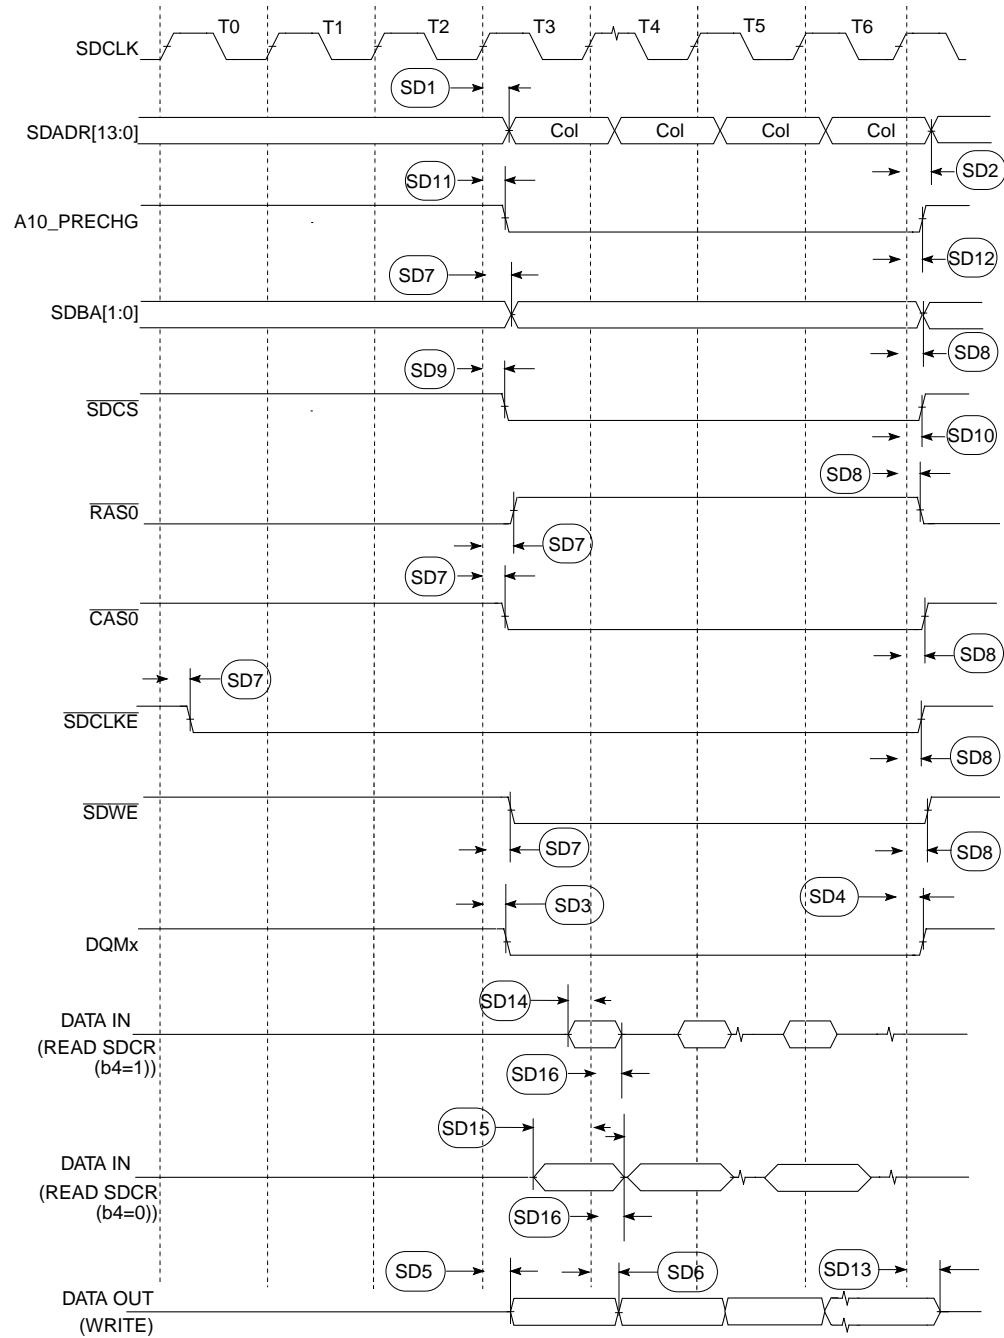 T0 T1 T2 T3 T4 T5 T6
SDCLK
SD1
SDADR[13:0]
Col Col Col Col
SD11
SD2
A10_PRECHG
SD12
SD7
SDBA[1:0]
SD8
SD9
SDCS
SD10
SD8
RAS0
SD7
SD7
CAS0
SD8
SD7
SDCLKE
SD8
SDWE
SD7
SD8
SD3
SD4
DQMx
SD14
DATA IN
(READ SDCR
(b4=1))
SD16
SD15
DATA IN
(READ SDCR
(b4=0))
SD16
SD5
SD6
SD13
DATA OUT
(WRITE)